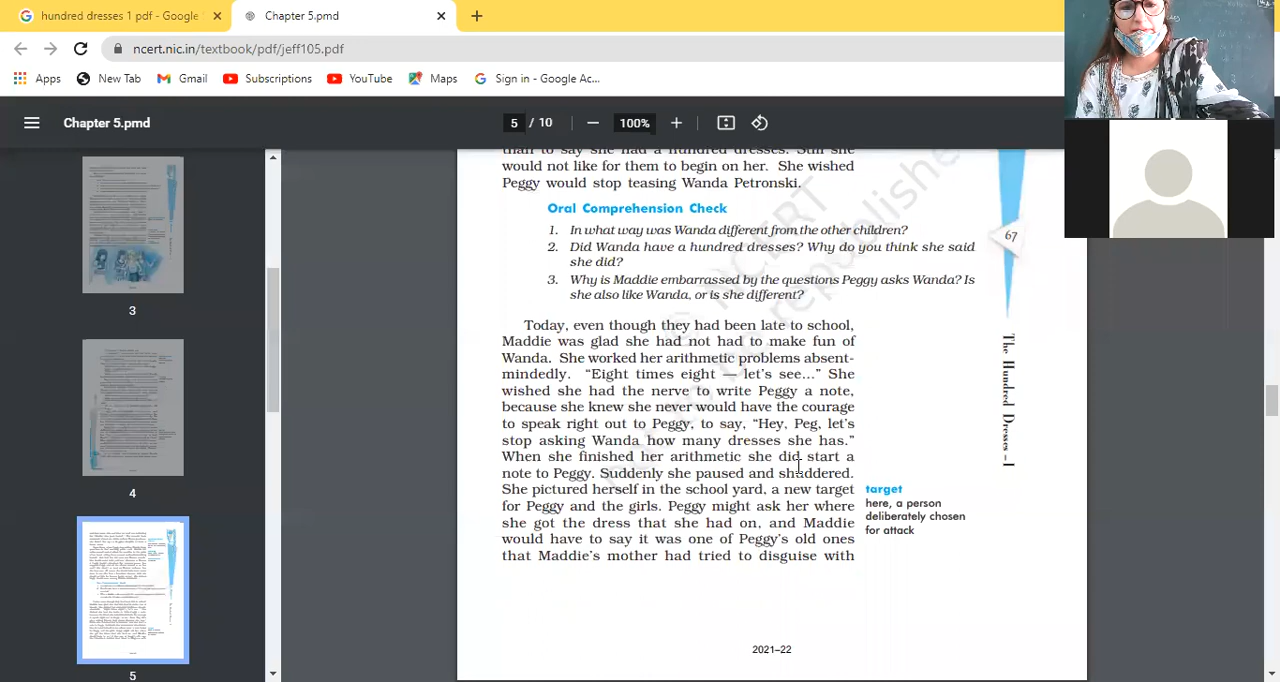 hundred dresses 1 pdf - Google
Chapter 5.pmd
ncert.nic.in/textbook/pdf/jeff105.pdf
Apps
New Tab
Gmail
Subscriptions
YouTube
Maps
Sign in - Google Ac...
Chapter 5.pmd
5 / 10
100%
3
4
5
than to say she had a hundred dresses. Still she
would not like for them to begin on her. She wished
Peggy would stop teasing Wanda Petronski.
Oral Comprehension Check
1. In what way was Wanda different from the other children?
2. Did Wanda have a hundred dresses? Why do you think she said
she did?
3. Why is Maddie embarrassed by the questions Peggy asks Wanda? Is
she also like Wanda, or is she different?
Today, even though they had been late to school,
Maddie was glad she had not had to make fun of
Wanda. She worked her arithmetic problems absent-
mindedly. “Eight times eight — let’s see...” She
wished she had the nerve to write Peggy a note,
because she knew she never would have the courage
to speak right out to Peggy, to say, “Hey, Peg, let’s
stop asking Wanda how many dresses she has.”
When she finished her arithmetic she did start a
note to Peggy. Suddenly she paused and shuddered.
She pictured herself in the school yard, a new target
for Peggy and the girls. Peggy might ask her where
she got the dress that she had on, and Maddie
would have to say it was one of Peggy’s old ones
that Maddie’s mother had tried to disguise with
target
here, a person
deliberately chosen
for attack
67
The Hundred Dresses – I
2021–22